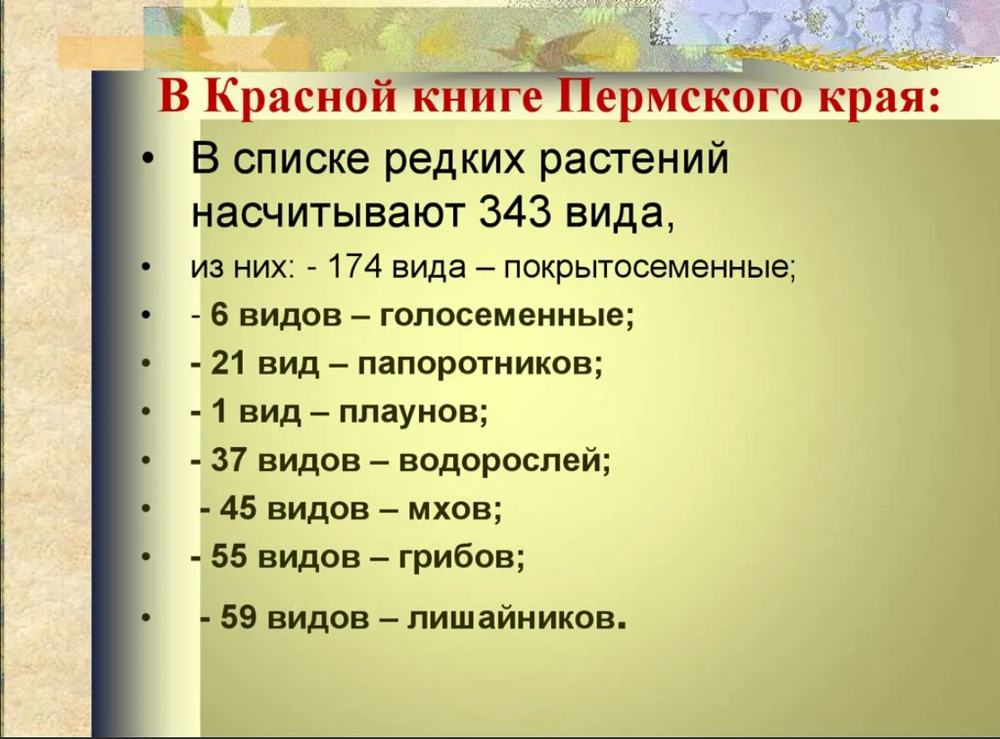 В Красной книге Пермского края:
• В списке редких растений
насчитывают 343 вида,
• из них: - 174 вида – покрытосеменные;
• - 6 видов – голосеменные;
• - 21 вид – папоротников;
• - 1 вид – плаунов;
• - 37 видов – водорослей;
• - 45 видов – мхов;
• - 55 видов – грибов;
• - 59 видов – лишайников.